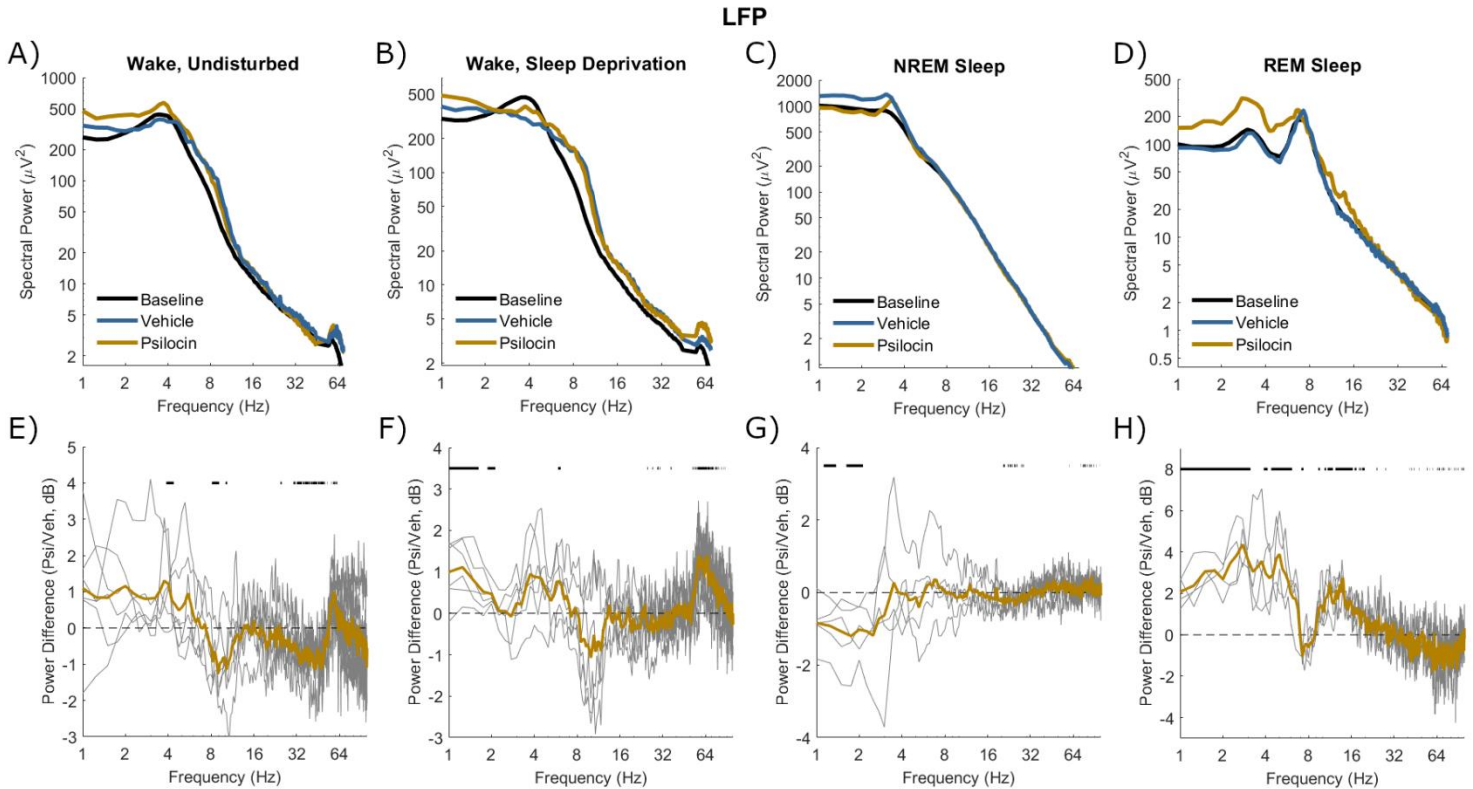 LFP
A)
Wake, Undisturbed
Spectral Power (μV²)
1000
500
200
100
50
20
10
5
2
Baseline
Vehicle
Psilocin
1 2 4 8 16 32 64
Frequency (Hz)
B)
Wake, Sleep Deprivation
Spectral Power (μV²)
500
200
100
50
20
10
5
2
Baseline
Vehicle
Psilocin
1 2 4 8 16 32 64
Frequency (Hz)
C)
NREM Sleep
Spectral Power (μV²)
2000
1000
500
200
100
50
20
10
5
2
1
Baseline
Vehicle
Psilocin
1 2 4 8 16 32 64
Frequency (Hz)
D)
REM Sleep
Spectral Power (μV²)
500
200
100
50
20
10
5
2
1
0.5
Baseline
Vehicle
Psilocin
1 2 4 8 16 32 64
Frequency (Hz)
E)
Power Difference (Psi/Veh, dB)
5
4
3
2
1
0
-1
-2
-3
1 2 4 8 16 32 64
Frequency (Hz)
F)
Power Difference (Psi/Veh, dB)
4
3
2
1
0
-1
-2
-3
1 2 4 8 16 32 64
Frequency (Hz)
G)
Power Difference (Psi/Veh, dB)
4
2
0
-2
-4
1 2 4 8 16 32 64
Frequency (Hz)
H)
Power Difference (Psi/Veh, dB)
8
6
4
2
0
-2
-4
1 2 4 8 16 32 64
Frequency (Hz)